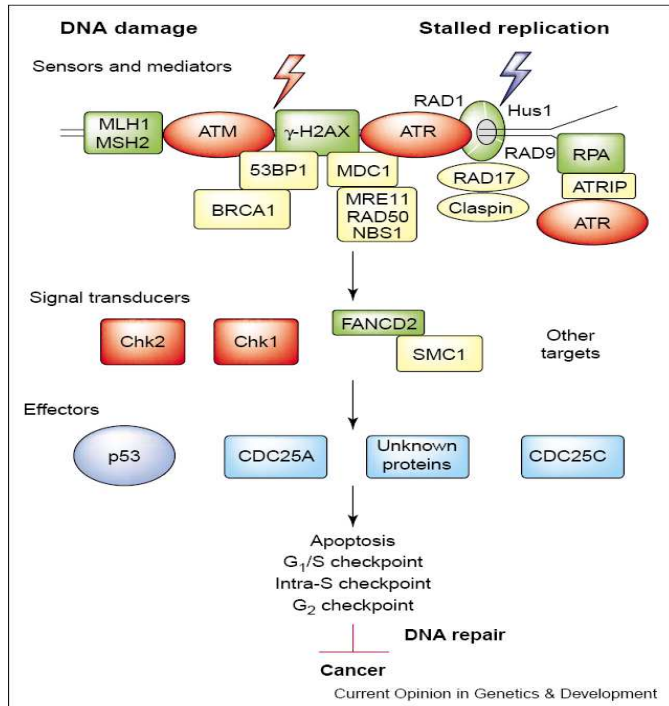 DNA damage
Stalled replication
Sensors and mediators
MLH1
MSH2
ATM
γ-H2AX
ATR
RAD1
Hus1
RAD9
RPA
53BP1
MDC1
RAD17
ATRIP
BRCA1
MRE11
RAD50
NBS1
Claspin
ATR
Signal transducers
Chk2
Chk1
FANCD2
SMC1
Other
targets
Effectors
p53
CDC25A
Unknown
proteins
CDC25C
Apoptosis
G₁/S checkpoint
Intra-S checkpoint
G₂ checkpoint
DNA repair
Cancer
Current Opinion in Genetics & Development